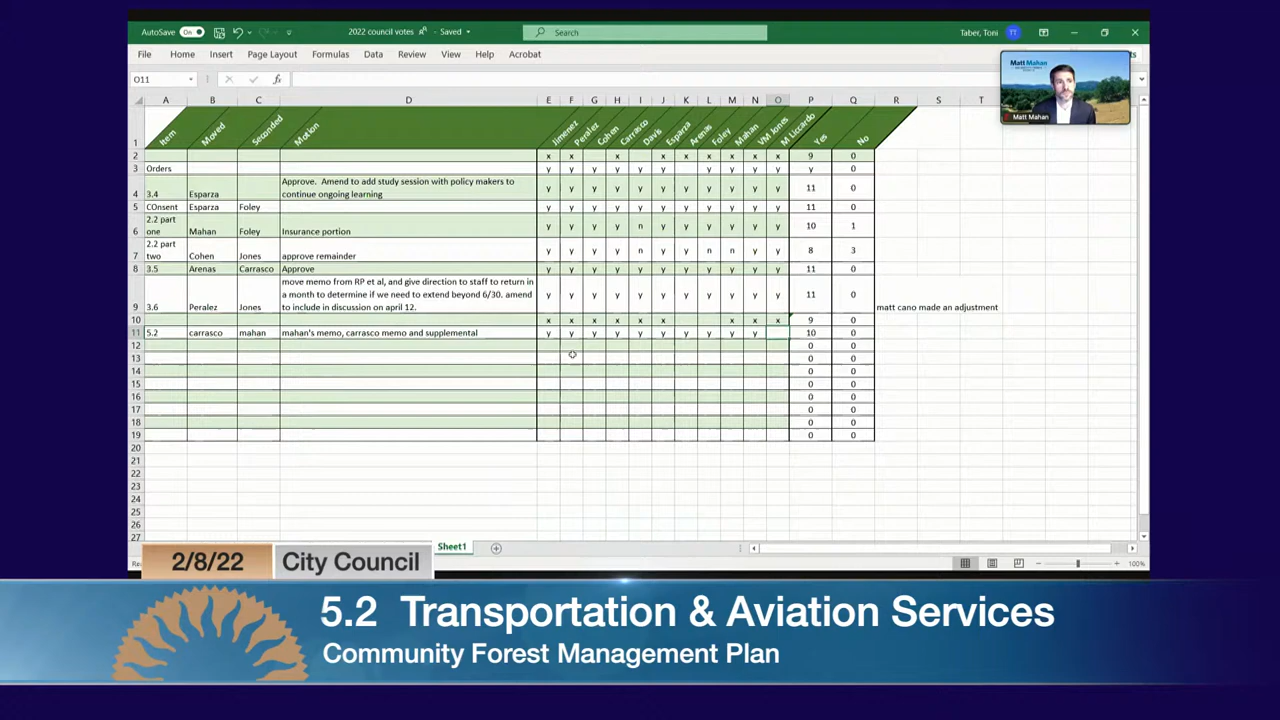 AutoSave On 2022 council votes - Saved Search Taber, Toni TT
File Home Insert Page Layout Formulas Data Review View Help Acrobat
O11 fx
Matt Mahan
Matt Mahan
A B C D E F G H I J K L M N O P Q R S T
1 Item Moved Seconded Motion Jimenez Peralez Cohen Carrasco Davis Esparza Arenas Foley Mahan VM Jones M Liccardo Yes No
2 x x x x x x x x x 9 0
3 Orders y y y y y y y y y y y y 0
Approve. Amend to add study session with policy makers to
4 3.4 Esparza continue ongoing learning y y y y y y y y y y y 11 0
5 COnsent Esparza Foley y y y y y y y y y y y 11 0
2.2 part
6 one Mahan Foley Insurance portion y y y y n y y y y y y 10 1
2.2 part
7 two Cohen Jones approve remainder y y y y n y y n n y y 8 3
8 3.5 Arenas Carrasco Approve y y y y y y y y y y y 11 0
move memo from RP et al, and give direction to staff to return
in a month to determine if we need to extend beyond 6/30. amend
9 3.6 Peralez Jones to include in discussion on april 12. y y y y y y y y y y y 11 0 matt cano made an adjustment
10 x x x x x x x x x 9 0
11 5.2 carrasco mahan mahan's memo, carrasco memo and supplemental y y y y y y y y y y 10 0
12 0 0
13 0 0
14 0 0
15 0 0
16 0 0
17 0 0
18 0 0
19 0 0
20
21
22
23
24
25
26
27
Sheet1
100%
2/8/22 City Council
5.2 Transportation & Aviation Services
Community Forest Management Plan